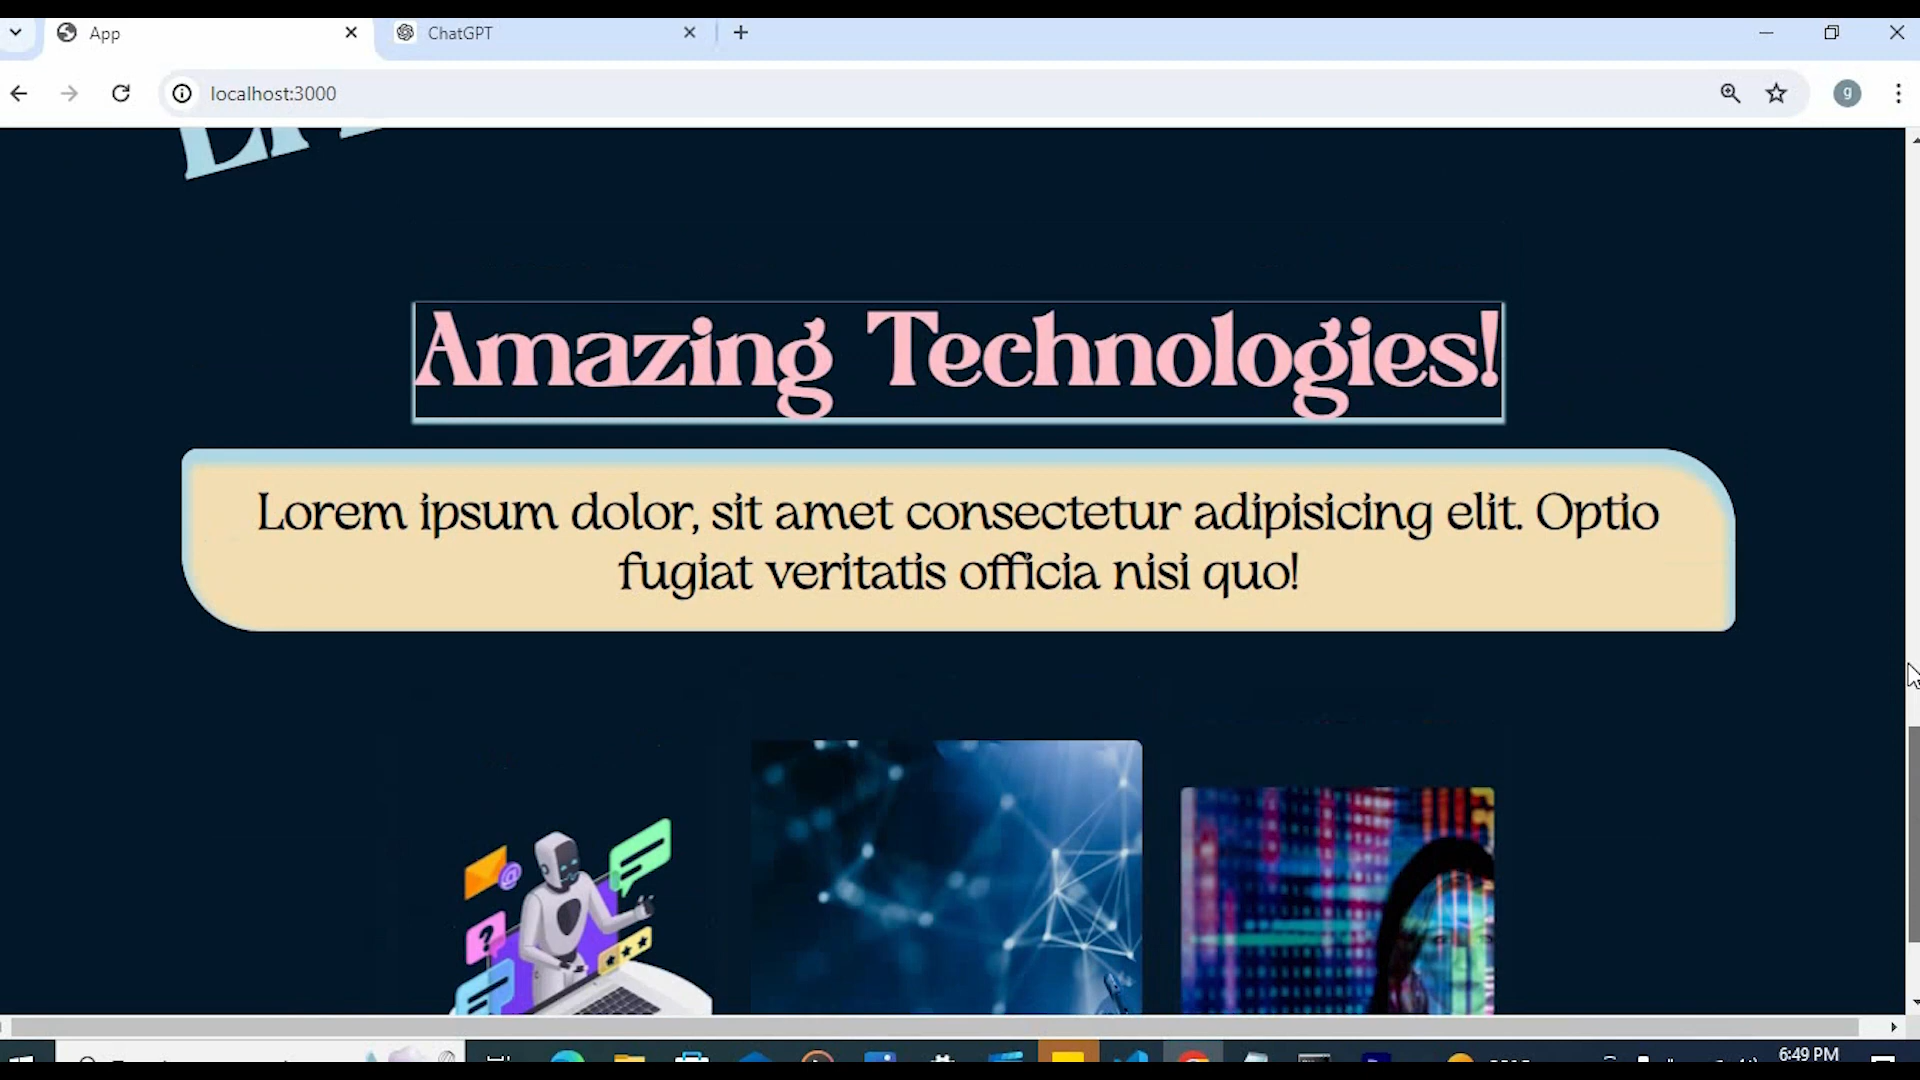 App
ChatGPT
localhost:3000
g
Amazing Technologies!
Lorem ipsum dolor, sit amet consectetur adipisicing elit. Optio
fugiat veritatis officia nisi quo!
?
@
6:49 PM